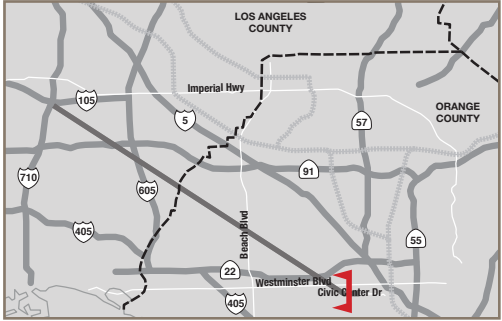 LOS ANGELES
COUNTY
Imperial Hwy
105
5
57
ORANGE
COUNTY
710
605
91
405
Beach Blvd
55
22
Westminster Blvd
Civic Center Dr
405